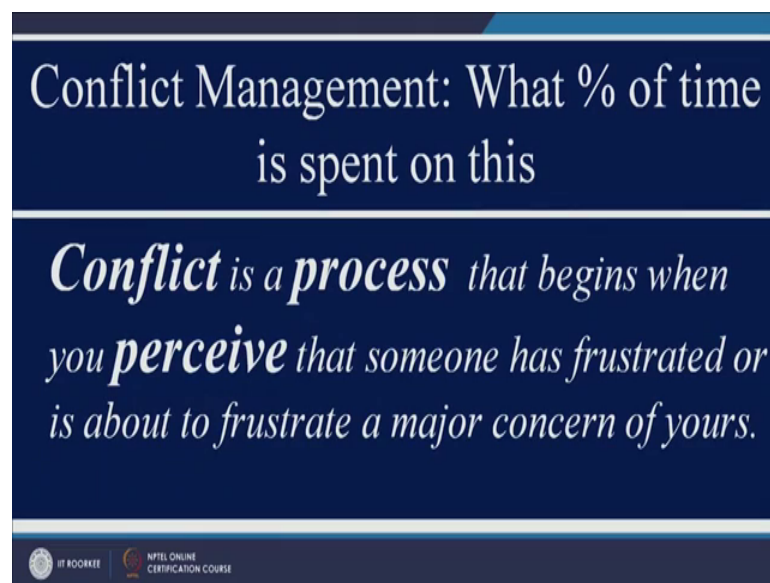 Conflict Management: What % of time
is spent on this
Conflict is a process that begins when
you perceive that someone has frustrated or
is about to frustrate a major concern of yours.
IIT ROORKEE
NPTEL ONLINE
CERTIFICATION COURSE